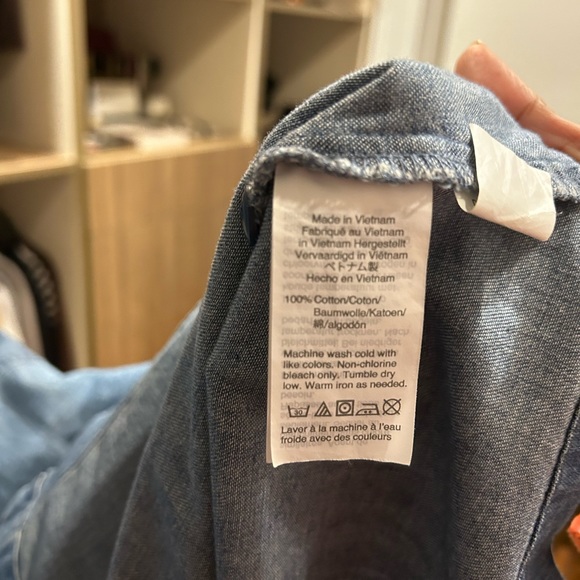 Made in Vietnam
Fabriqué au Vietnam
in Vietnam Hergestellt
Vervaardigd in Viëtnam
ベトナム製
Hecho en Vietnam
100% Cotton/Coton/
Baumwolle/Katoen/
綿/algodón
Machine wash cold with
like colors. Non-chlorine
bleach only. Tumble dry
low. Warm iron as needed.
30
Laver à la machine à l'eau
froide avec des couleurs